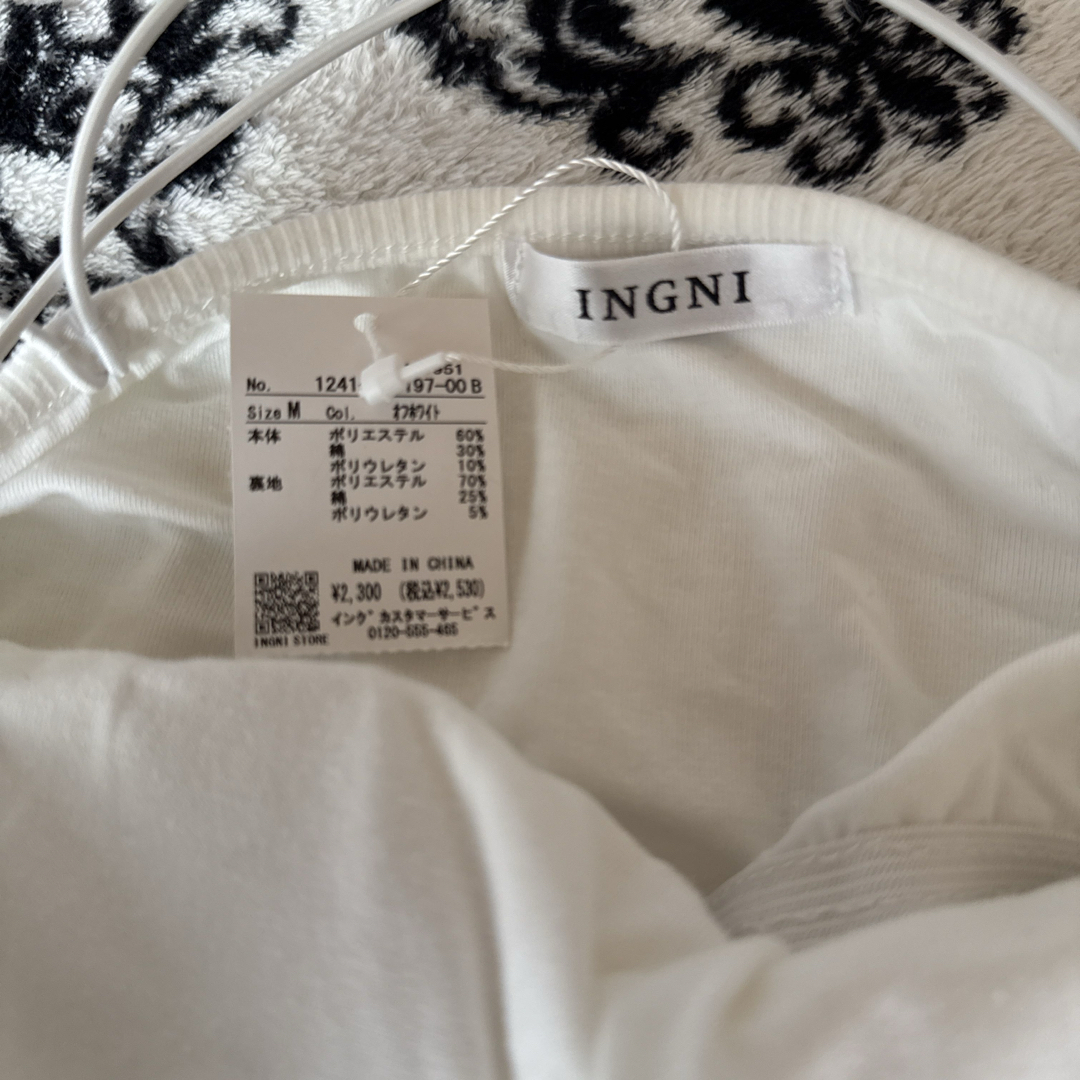 INGNI
No. 1241 197-00 B
Size M Col. ｵﾌﾎﾜｲﾄ
本体 ポリエステル 60%
綿 30%
ポリウレタン 10%
裏地 ポリエステル 70%
綿 25%
ポリウレタン 5%
MADE IN CHINA
¥2,300 (税込¥2,530)
イング カスタマーサービス
0120-555-465
INGNI STORE